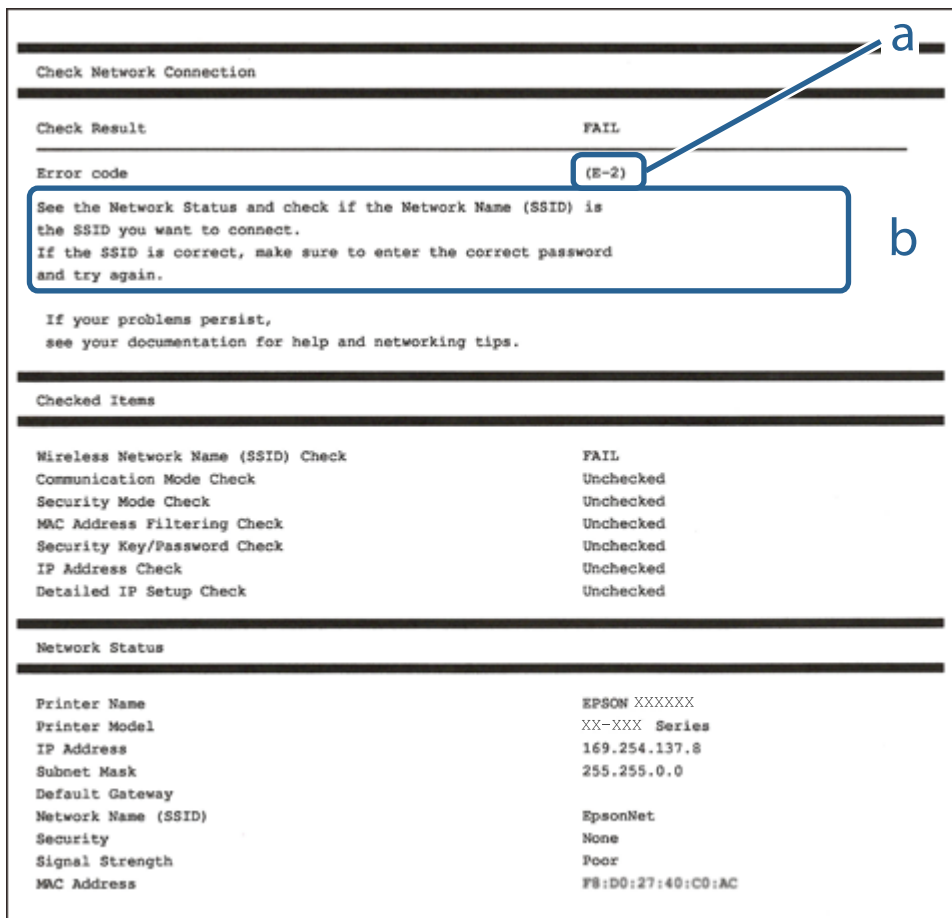 a
Check Network Connection
Check Result FAIL
Error code (E-2)
See the Network Status and check if the Network Name (SSID) is
the SSID you want to connect.
If the SSID is correct, make sure to enter the correct password
and try again.
b
If your problems persist,
see your documentation for help and networking tips.
Checked Items
Wireless Network Name (SSID) Check FAIL
Communication Mode Check Unchecked
Security Mode Check Unchecked
MAC Address Filtering Check Unchecked
Security Key/Password Check Unchecked
IP Address Check Unchecked
Detailed IP Setup Check Unchecked
Network Status
Printer Name EPSON XXXXXX
Printer Model XX-XXX Series
IP Address 169.254.137.8
Subnet Mask 255.255.0.0
Default Gateway
Network Name (SSID) EpsonNet
Security None
Signal Strength Poor
MAC Address F8:D0:27:40:C0:AC